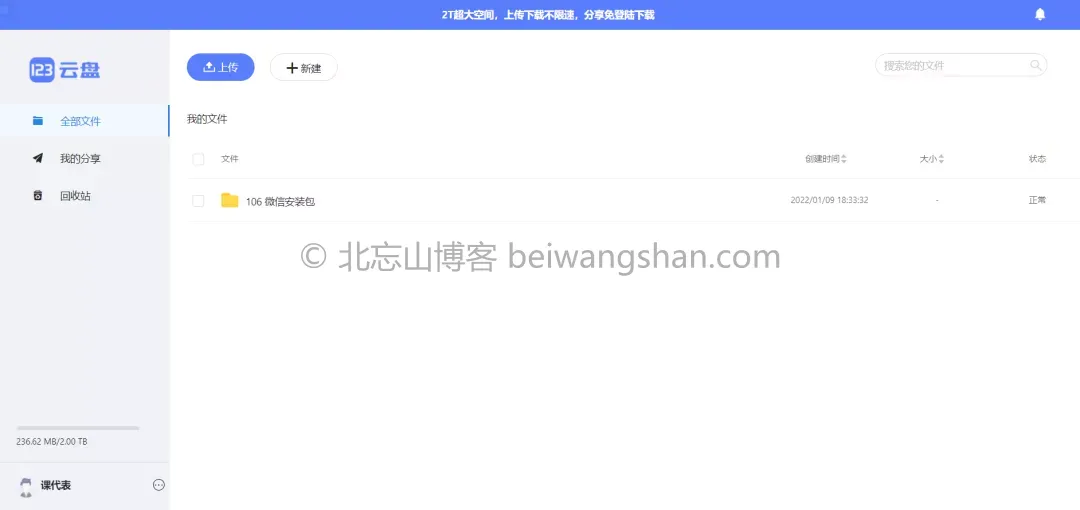 2T超大空间，上传下载不限速，分享免登陆下载
123云盘
上传
新建
搜索您的文件
全部文件
我的文件
我的分享
文件 创建时间 大小 状态
回收站
106 微信安装包 2022/01/09 18:33:32 - 正常
© 北忘山博客 beiwangshan.com
236.62 MB/2.00 TB
课代表